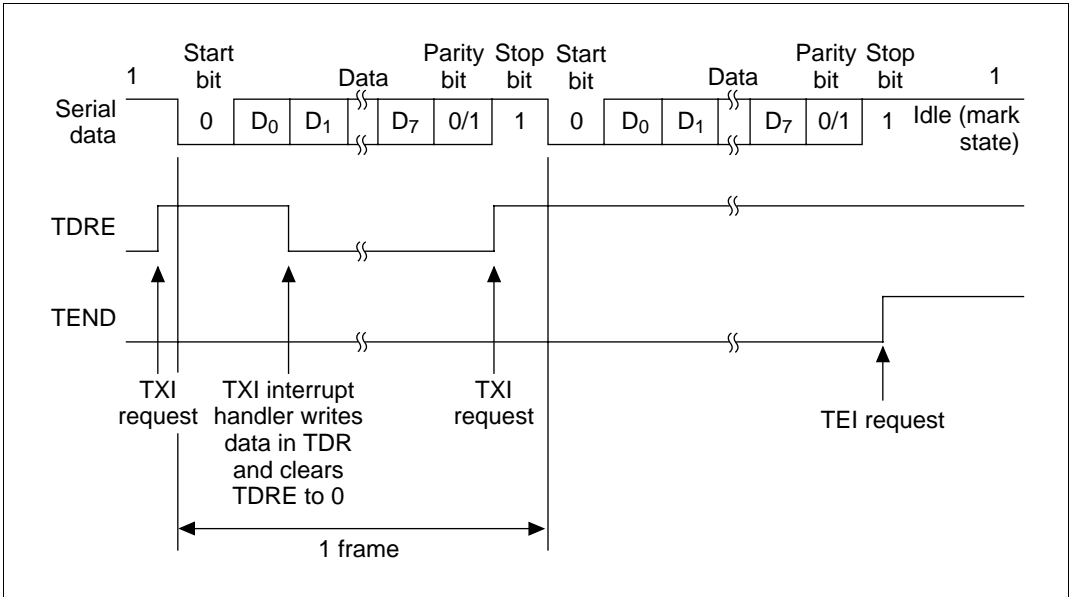 1
Start bit
Data
Parity bit
Stop bit
Start bit
Data
Parity bit
Stop bit
1
Serial data
0 D0 D1 D7 0/1 1 0 D0 D1 D7 0/1 1
Idle (mark state)
TDRE
TEND
TXI request
TXI interrupt handler writes data in TDR and clears TDRE to 0
TXI request
TEI request
1 frame